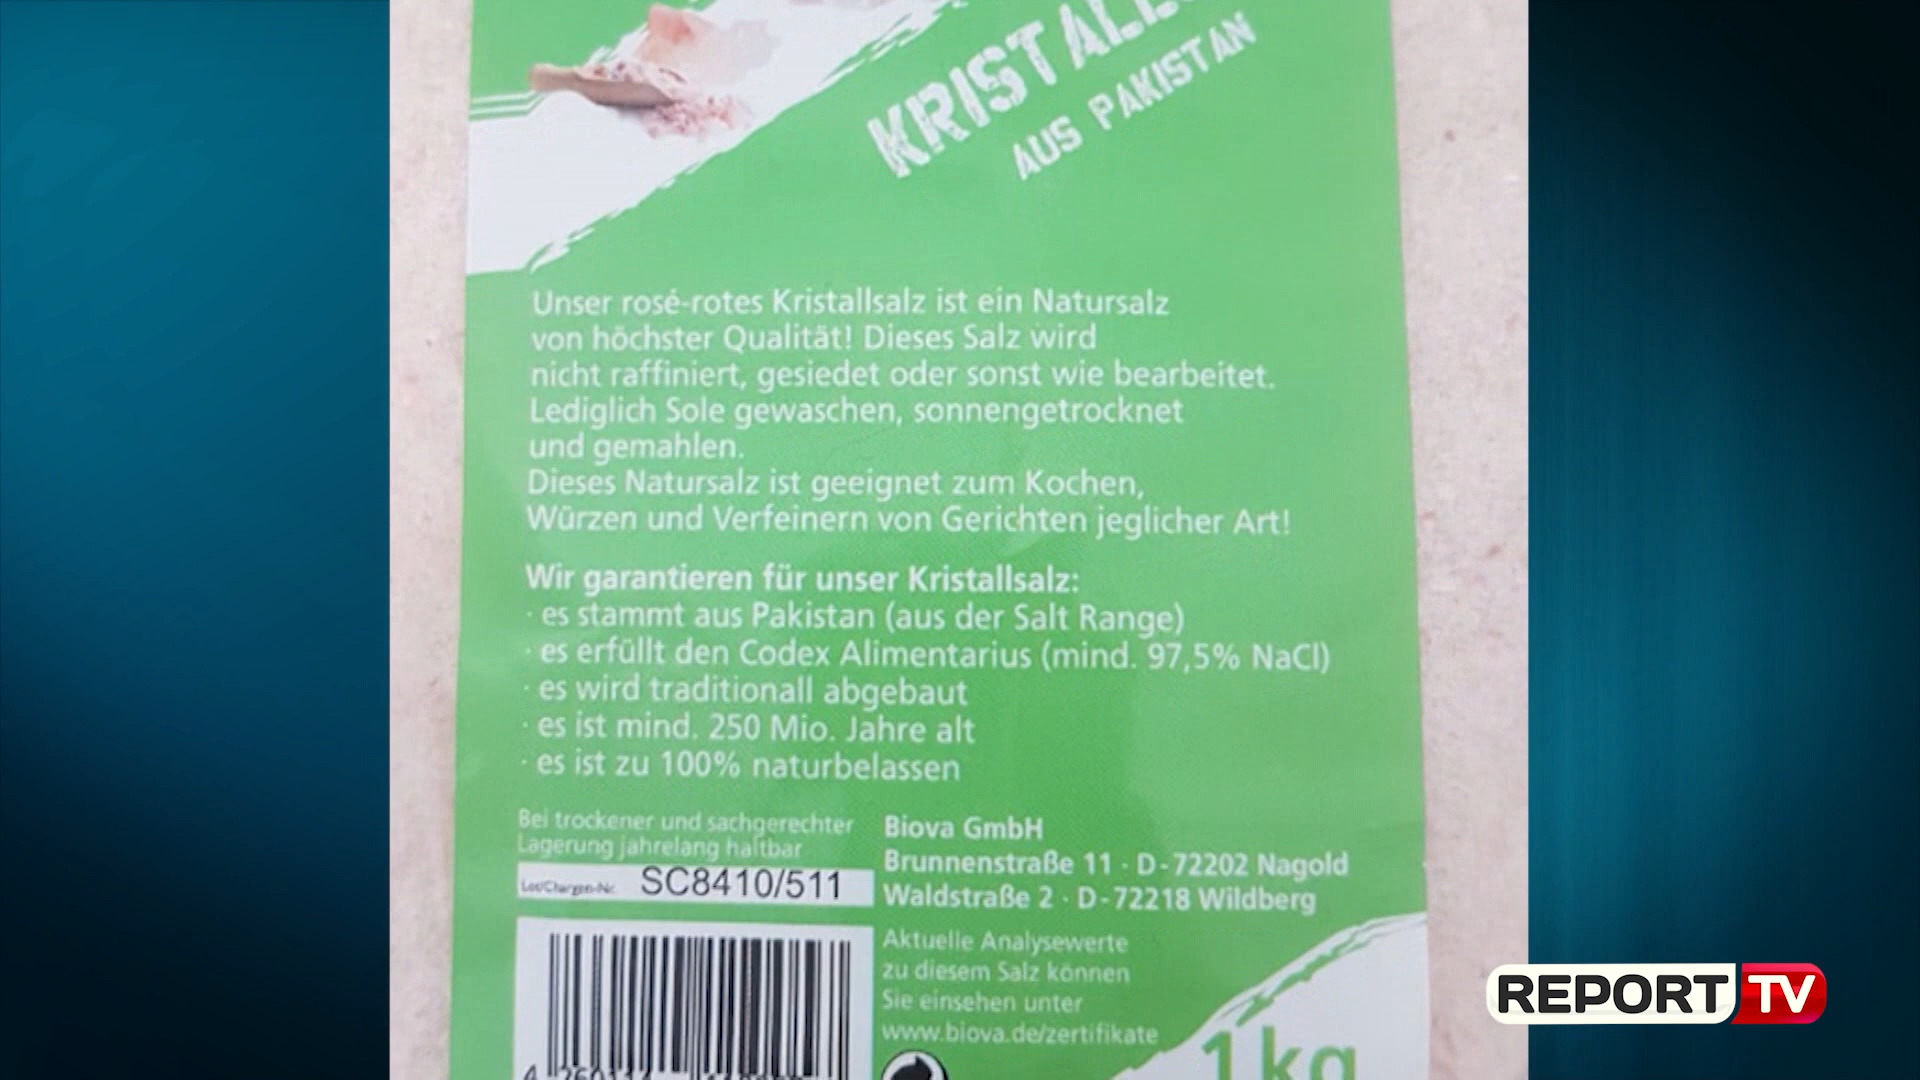 AUS PAKISTAN
Unser rosé-rotes Kristallsalz ist ein Natursalz
von höchster Qualität! Dieses Salz wird
nicht raffiniert, gesiedet oder sonst wie bearbeitet.
Lediglich Sole gewaschen, sonnengetrocknet
und gemahlen.
Dieses Natursalz ist geeignet zum Kochen,
Würzen und Verfeinern von Gerichten jeglicher Art!
Wir garantieren für unser Kristallsalz:
· es stammt aus Pakistan (aus der Salt Range)
· es erfüllt den Codex Alimentarius (mind. 97,5% NaCl)
· es wird traditionall abgebaut
· es ist mind. 250 Mio. Jahre alt
· es ist zu 100% naturbelassen
Bei trockener und sachgerechter
Lagerung jahrelang haltbar
Lot/Chargen-Nr. SC8410/511
Biova GmbH
Brunnenstraße 11 · D-72202 Nagold
Waldstraße 2 · D-72218 Wildberg
Aktuelle Analysewerte
zu diesem Salz können
Sie einsehen unter
www.biova.de/zertifikate
1kg
REPORT TV